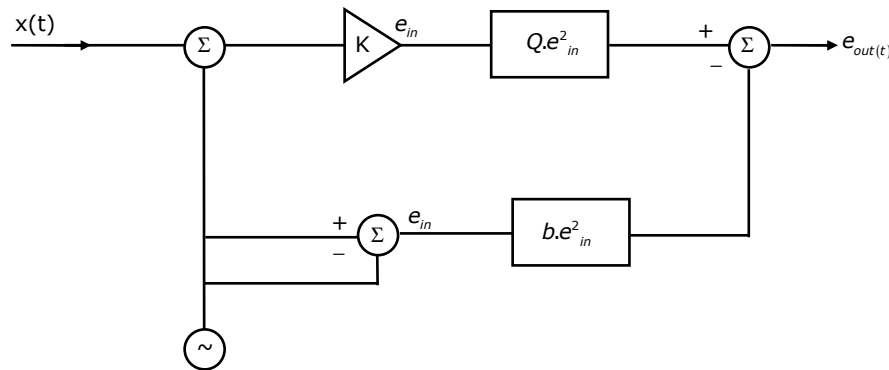 x(t)
Σ
K
e_in
Q.e²_in
+
−
Σ
e_out(t)
+
−
Σ
e_in
b.e²_in
~